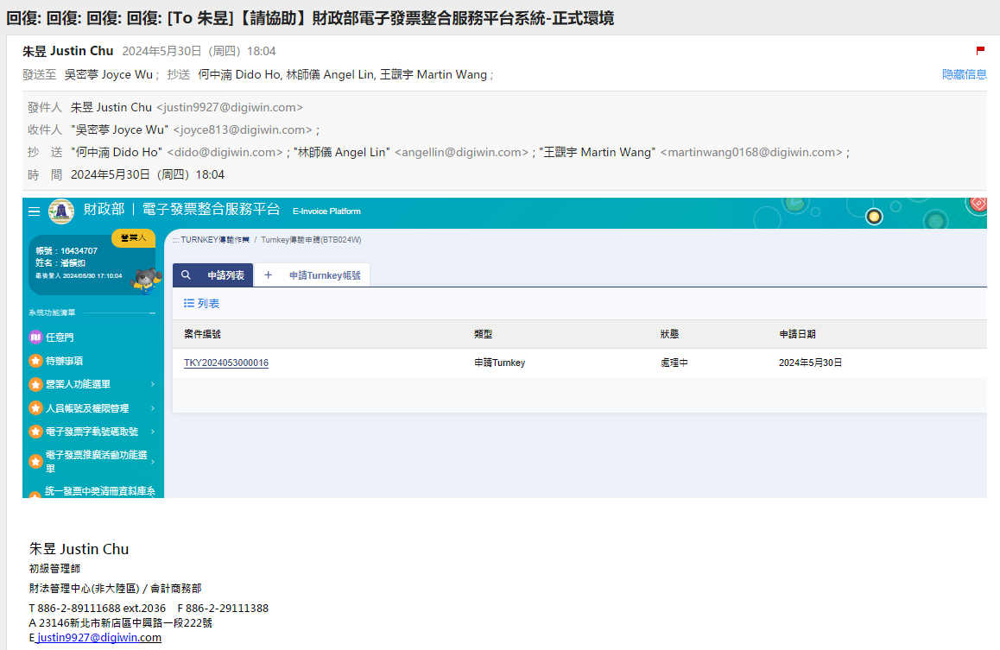 回復: 回復: 回復: 回復: [To 朱昱]【請協助】財政部電子發票整合服務平台系統-正式環境
朱昱 Justin Chu 2024年5月30日（周四）18:04
發送至 吳密葶 Joyce Wu ; 抄送 何中湳 Dido Ho, 林師儀 Angel Lin, 王觀宇 Martin Wang ;
隐藏信息
發件人 朱昱 Justin Chu <justin9927@digiwin.com>
收件人 "吳密葶 Joyce Wu" <joyce813@digiwin.com> ;
抄 送 "何中湳 Dido Ho" <dido@digiwin.com> ; "林師儀 Angel Lin" <angellin@digiwin.com> ; "王觀宇 Martin Wang" <martinwang0168@digiwin.com> ;
時 間 2024年5月30日（周四）18:04
財政部｜電子發票整合服務平台 E-Invoice Platform
營業人
帳號：16434707
姓名：潘韻如
最後登入 2024/05/30 17:10:04
系統功能清單
任意門
待辦事項
營業人功能選單
人員帳號及權限管理
電子發票字軌號碼取號
電子發票推廣活動功能選
單
統一發票中獎清冊資料庫系
::: TURNKEY傳輸作業 / Turnkey傳輸申請(BTB024W)
申請列表 + 申請Turnkey帳號
列表
案件編號 類型 狀態 申請日期
TKY2024053000016 申請Turnkey 處理中 2024年5月30日
朱昱 Justin Chu
初級管理師
財法管理中心(非大陸區) / 會計商務部
T 886-2-89111688 ext.2036 F 886-2-29111388
A 23146新北市新店區中興路一段222號
E justin9927@digiwin.com